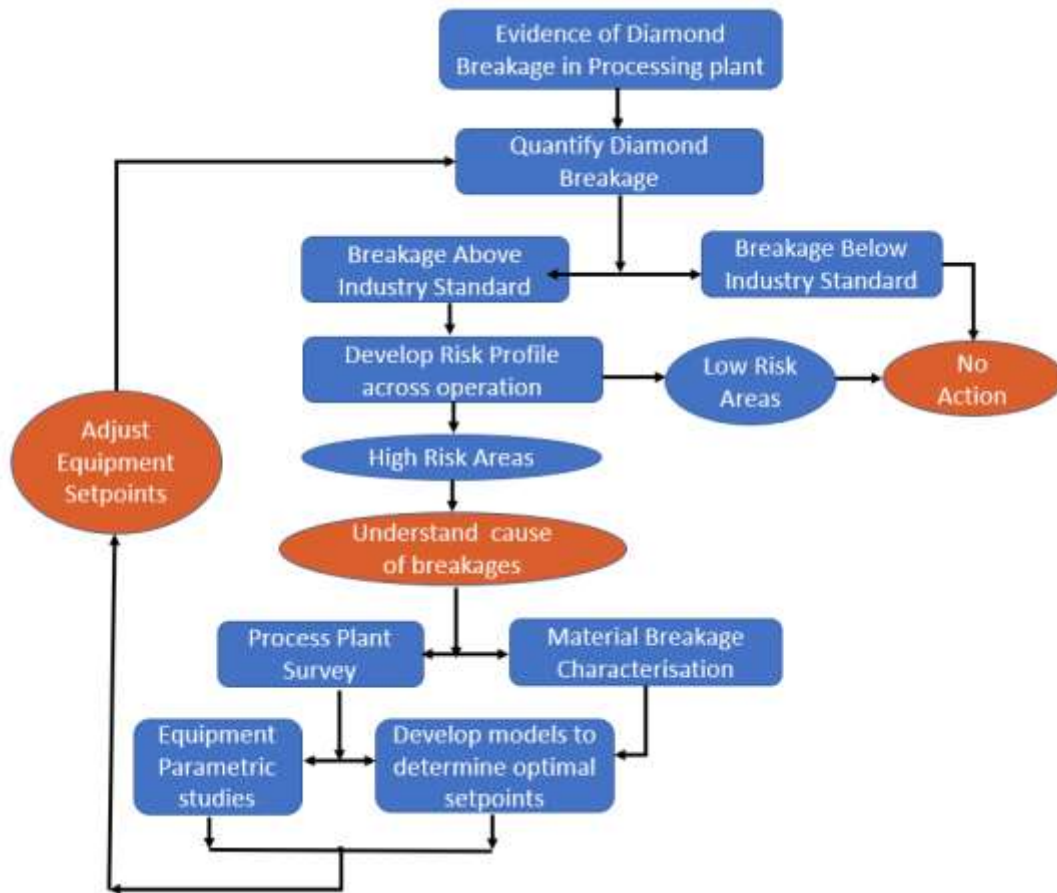 Evidence of Diamond
Breakage in Processing plant
Quantify Diamond
Breakage
Breakage Above
Industry Standard
Breakage Below
Industry Standard
Develop Risk Profile
across operation
Low Risk
Areas
No
Action
Adjust
Equipment
Setpoints
High Risk Areas
Understand cause
of breakages
Process Plant
Survey
Material Breakage
Characterisation
Equipment
Parametric
studies
Develop models to
determine optimal
setpoints